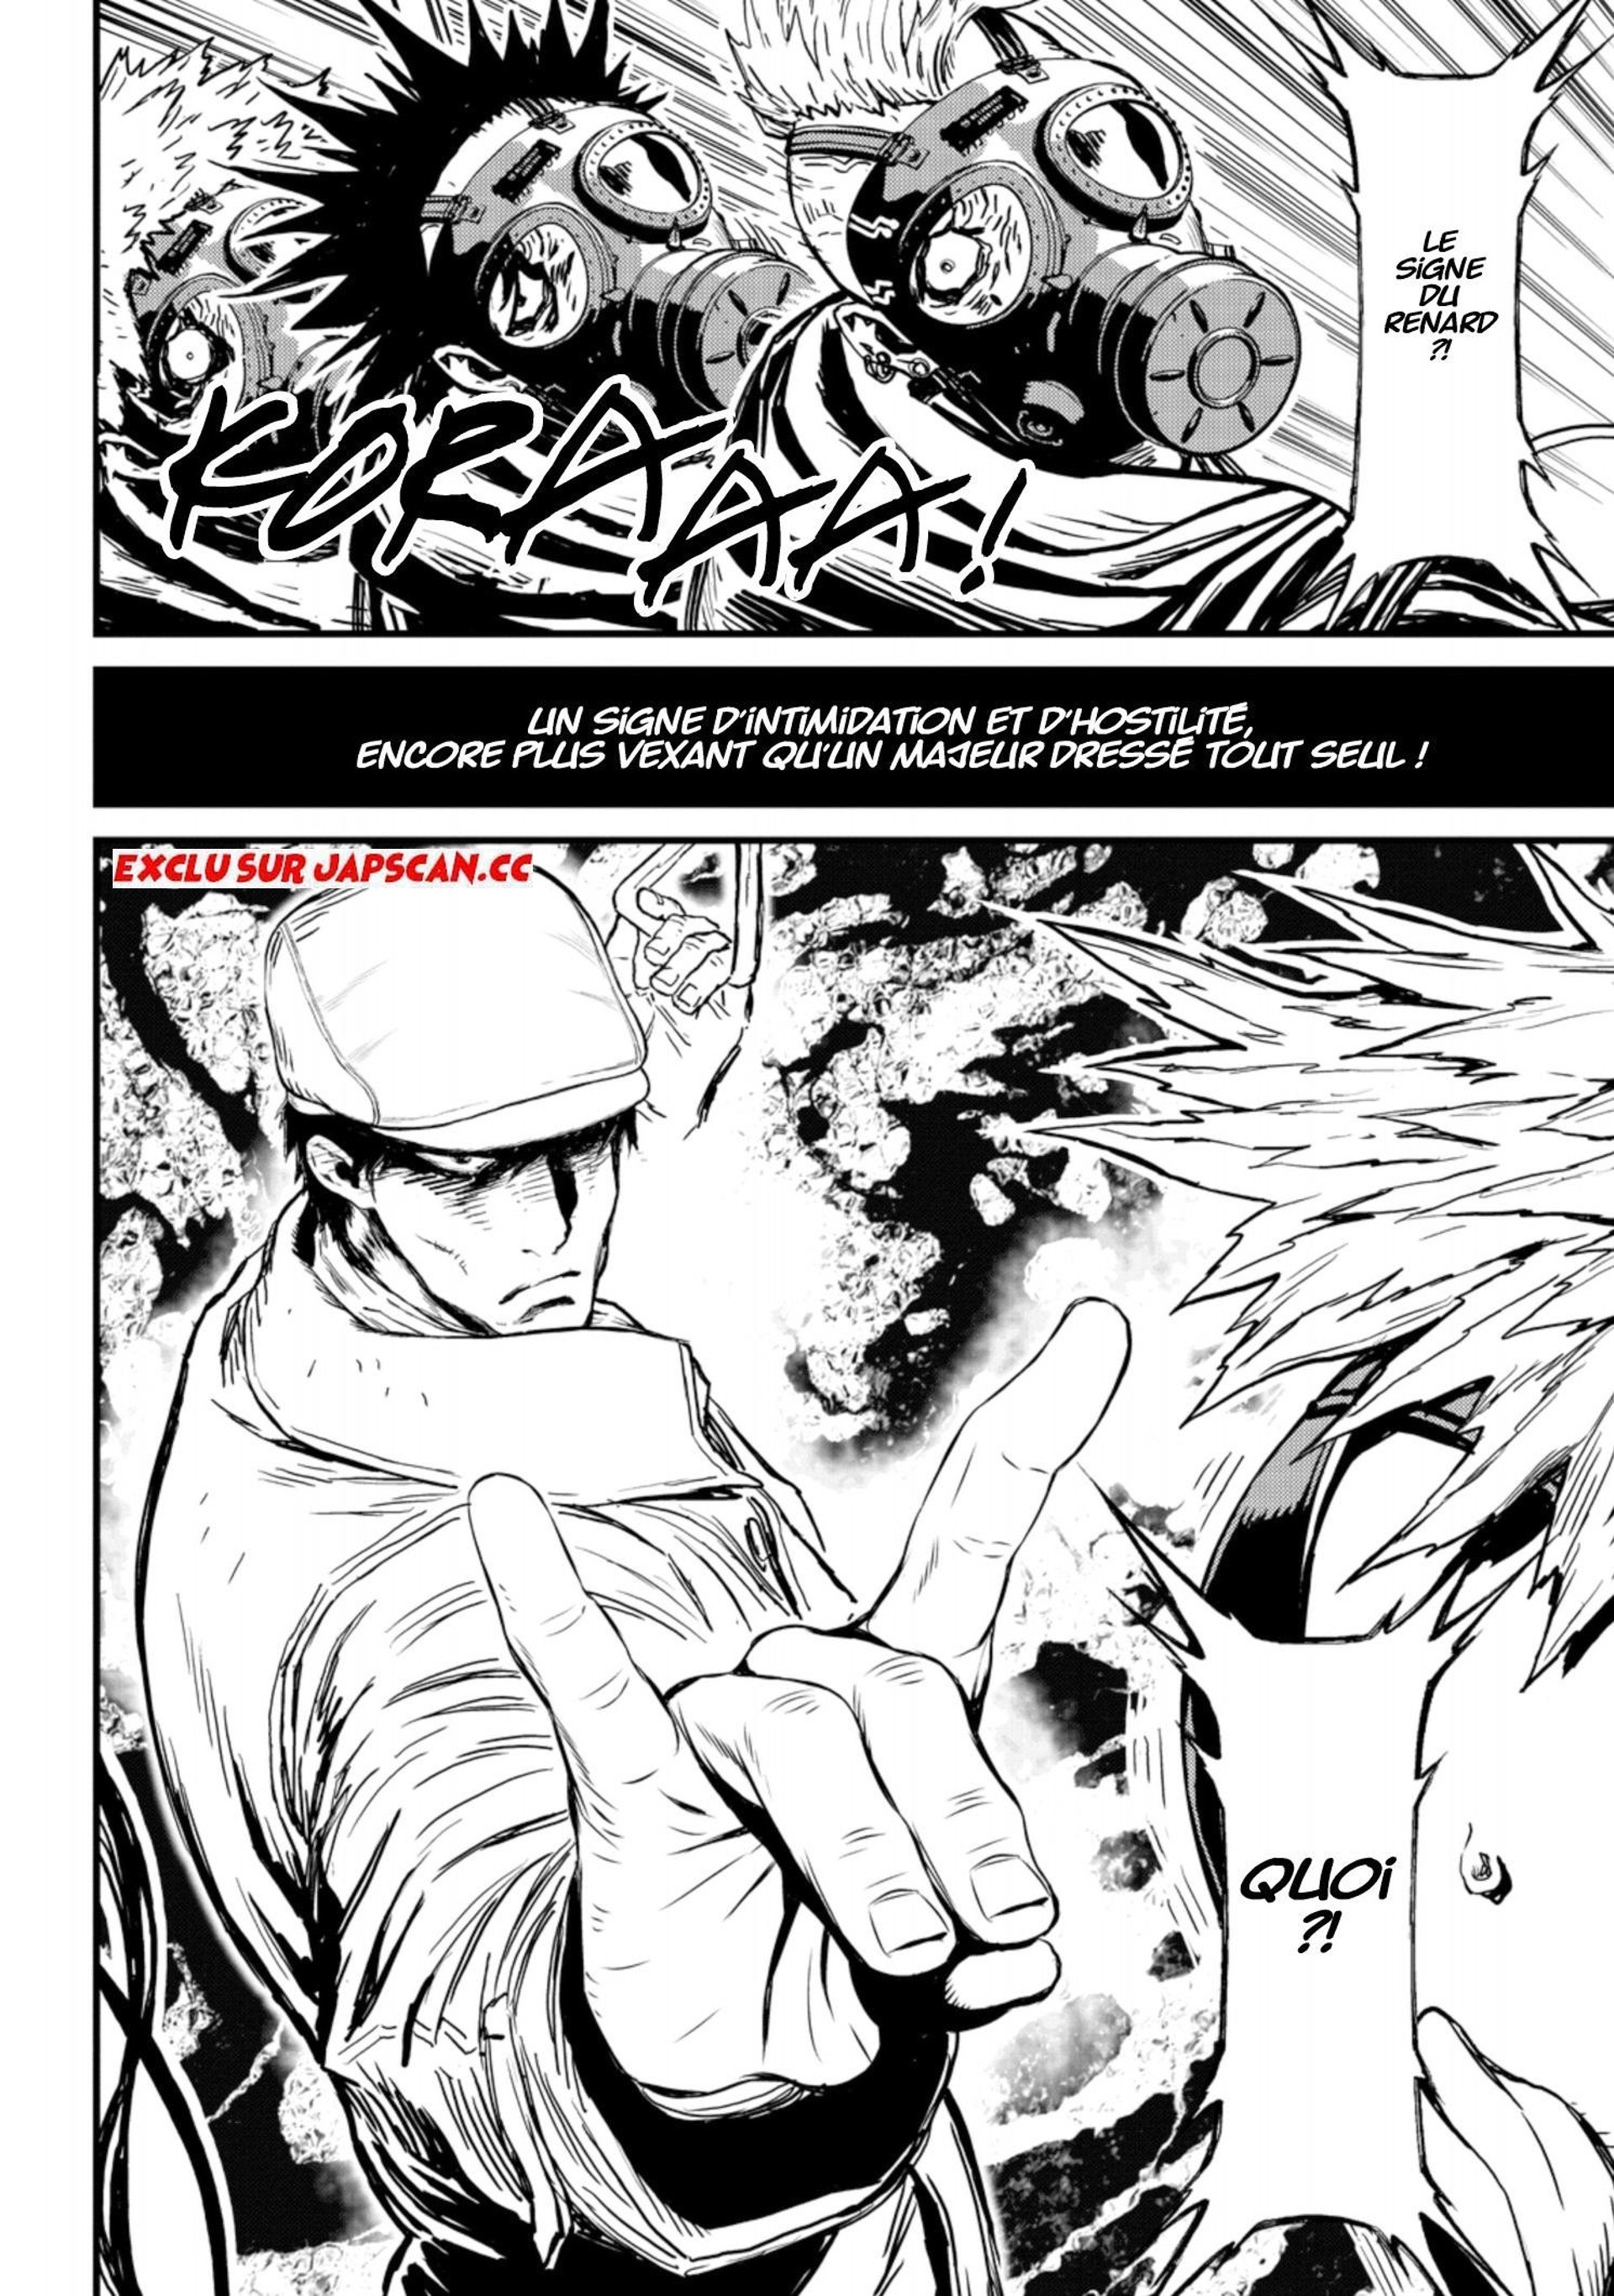 LE
SIGNE
DU
RENARD
?!
KORAAAA!
UN SIGNE D'INTIMIDATION ET D'HOSTILITÉ,
ENCORE PLUS VEXANT QU'UN MAJEUR DRESSÉ TOUT SEUL !
EXCLU SUR JAPSCAN.CC
QUOI
?!